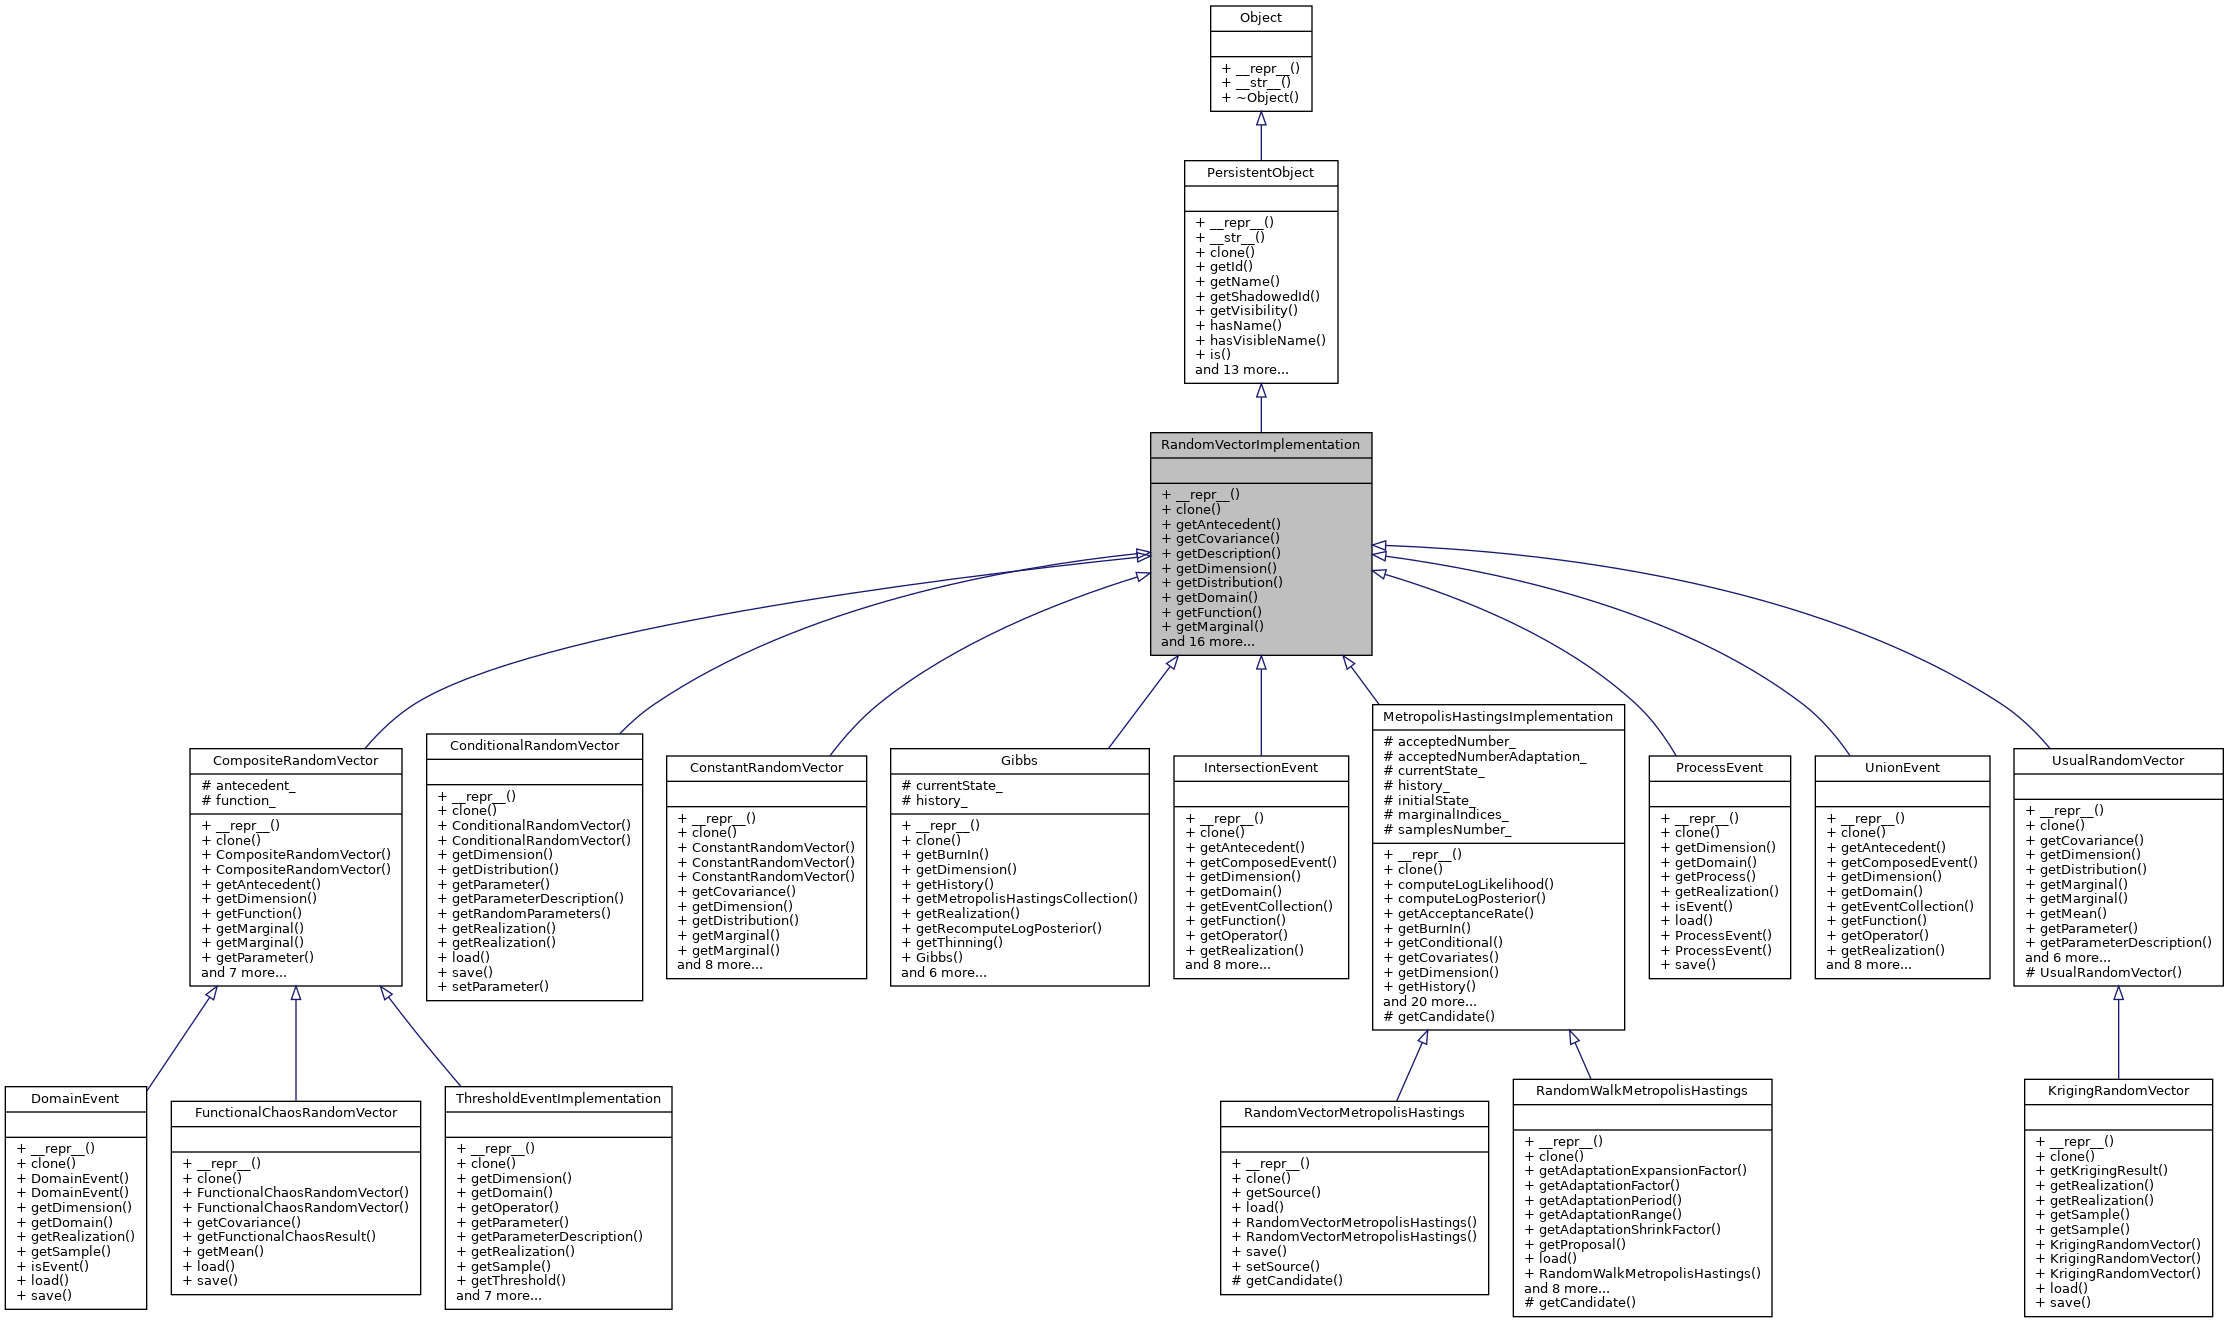 Object
+ __repr__()
+ __str__()
+ ~Object()
PersistentObject
+ __repr__()
+ __str__()
+ clone()
+ getId()
+ getName()
+ getShadowedId()
+ getVisibility()
+ hasName()
+ hasVisibleName()
+ is()
and 13 more...
RandomVectorImplementation
+ __repr__()
+ clone()
+ getAntecedent()
+ getCovariance()
+ getDescription()
+ getDimension()
+ getDistribution()
+ getDomain()
+ getFunction()
+ getMarginal()
and 16 more...
CompositeRandomVector
# antecedent_
# function_
+ __repr__()
+ clone()
+ CompositeRandomVector()
+ CompositeRandomVector()
+ getAntecedent()
+ getDimension()
+ getFunction()
+ getMarginal()
+ getMarginal()
+ getParameter()
and 7 more...
ConditionalRandomVector
+ __repr__()
+ clone()
+ ConditionalRandomVector()
+ ConditionalRandomVector()
+ getDimension()
+ getDistribution()
+ getParameter()
+ getParameterDescription()
+ getRandomParameters()
+ getRealization()
+ getRealization()
+ load()
+ save()
+ setParameter()
ConstantRandomVector
+ __repr__()
+ clone()
+ ConstantRandomVector()
+ ConstantRandomVector()
+ ConstantRandomVector()
+ getCovariance()
+ getDimension()
+ getDistribution()
+ getMarginal()
+ getMarginal()
and 8 more...
Gibbs
# currentState_
# history_
+ __repr__()
+ clone()
+ getBurnIn()
+ getDimension()
+ getHistory()
+ getMetropolisHastingsCollection()
+ getRealization()
+ getRecomputeLogPosterior()
+ getThinning()
+ Gibbs()
and 6 more...
IntersectionEvent
+ __repr__()
+ clone()
+ getAntecedent()
+ getComposedEvent()
+ getDimension()
+ getDomain()
+ getEventCollection()
+ getFunction()
+ getOperator()
+ getRealization()
and 8 more...
MetropolisHastingsImplementation
# acceptedNumber_
# acceptedNumberAdaptation_
# currentState_
# history_
# initialState_
# marginalIndices_
# samplesNumber_
+ __repr__()
+ clone()
+ computeLogLikelihood()
+ computeLogPosterior()
+ getAcceptanceRate()
+ getBurnIn()
+ getConditional()
+ getCovariates()
+ getDimension()
+ getHistory()
and 20 more...
# getCandidate()
ProcessEvent
+ __repr__()
+ clone()
+ getDimension()
+ getDomain()
+ getProcess()
+ getRealization()
+ isEvent()
+ load()
+ ProcessEvent()
+ ProcessEvent()
+ save()
UnionEvent
+ __repr__()
+ clone()
+ getAntecedent()
+ getComposedEvent()
+ getDimension()
+ getDomain()
+ getEventCollection()
+ getFunction()
+ getOperator()
+ getRealization()
and 8 more...
UsualRandomVector
+ __repr__()
+ clone()
+ getCovariance()
+ getDimension()
+ getDistribution()
+ getMarginal()
+ getMarginal()
+ getMean()
+ getParameter()
+ getParameterDescription()
and 6 more...
# UsualRandomVector()
DomainEvent
+ __repr__()
+ clone()
+ DomainEvent()
+ DomainEvent()
+ getDimension()
+ getDomain()
+ getRealization()
+ getSample()
+ isEvent()
+ load()
+ save()
FunctionalChaosRandomVector
+ __repr__()
+ clone()
+ FunctionalChaosRandomVector()
+ FunctionalChaosRandomVector()
+ getCovariance()
+ getFunctionalChaosResult()
+ getMean()
+ load()
+ save()
ThresholdEventImplementation
+ __repr__()
+ clone()
+ getDimension()
+ getDomain()
+ getOperator()
+ getParameter()
+ getParameterDescription()
+ getRealization()
+ getSample()
+ getThreshold()
and 7 more...
RandomVectorMetropolisHastings
+ __repr__()
+ clone()
+ getSource()
+ load()
+ RandomVectorMetropolisHastings()
+ RandomVectorMetropolisHastings()
+ save()
+ setSource()
# getCandidate()
RandomWalkMetropolisHastings
+ __repr__()
+ clone()
+ getAdaptationExpansionFactor()
+ getAdaptationFactor()
+ getAdaptationPeriod()
+ getAdaptationRange()
+ getAdaptationShrinkFactor()
+ getProposal()
+ load()
+ RandomWalkMetropolisHastings()
and 8 more...
# getCandidate()
KrigingRandomVector
+ __repr__()
+ clone()
+ getKrigingResult()
+ getRealization()
+ getRealization()
+ getSample()
+ getSample()
+ KrigingRandomVector()
+ KrigingRandomVector()
+ KrigingRandomVector()
+ load()
+ save()